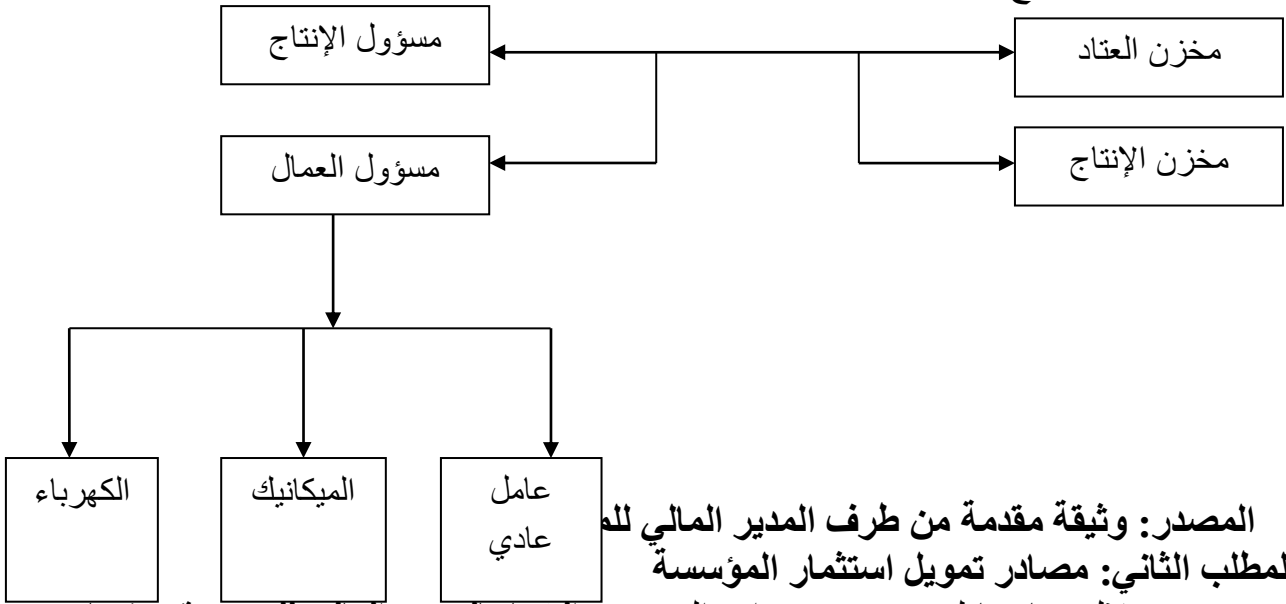 مخزن العتاد
مسؤول الإنتاج
مخزن الإنتاج
مسؤول العمال
عامل
عادي
الميكانيك
الكهرباء
المصدر: وثيقة مقدمة من طرف المدير المالي
لمطلب الثاني: مصادر تمويل استثمار المؤسسة